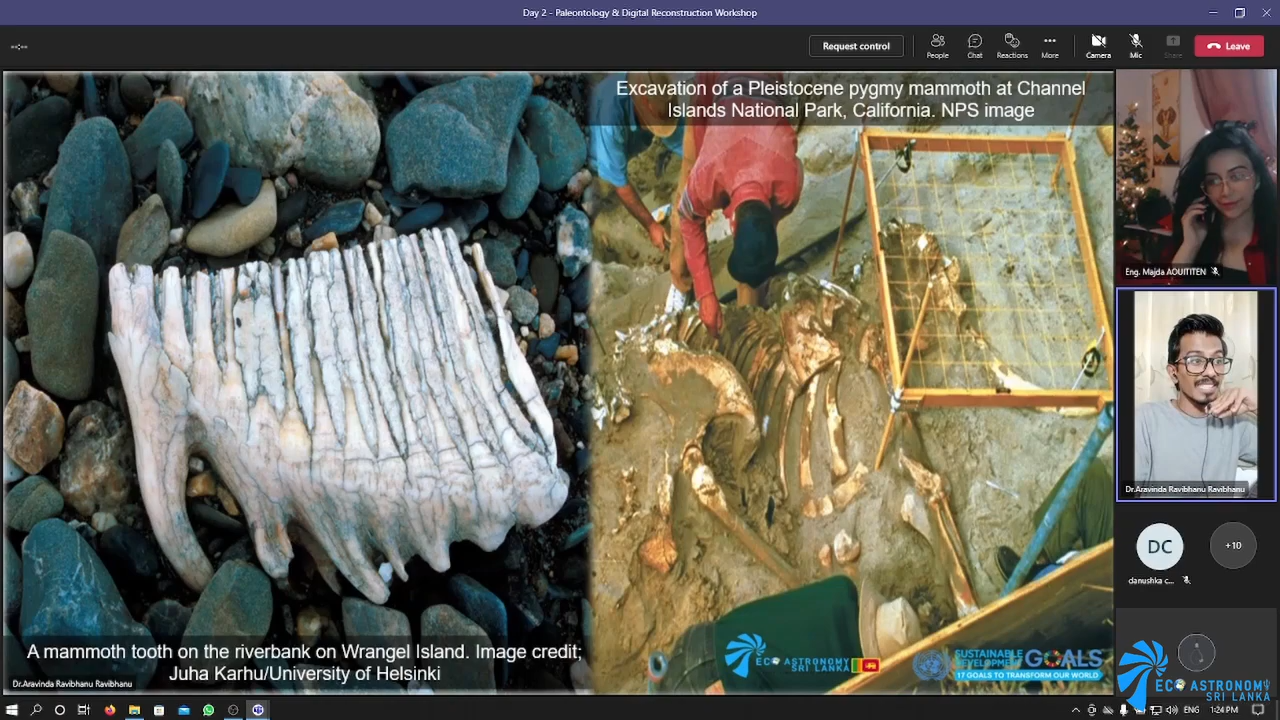 Day 2 - Paleontology & Digital Reconstruction Workshop
Request control
People
Chat
Reactions
More
Camera
Mic
Share
Leave
Excavation of a Pleistocene pygmy mammoth at Channel
Islands National Park, California. NPS image
Eng. Majda AOUITITEN
Dr.Aravinda Ravibhanu Ravibhanu
DC
+10
danushka c...
A mammoth tooth on the riverbank on Wrangel Island. Image credit;
Juha Karhu/University of Helsinki
Dr.Aravinda Ravibhanu Ravibhanu
ECO ASTRONOMY
SRI LANKA
SUSTAINABLE
DEVELOPMENT GOALS
17 GOALS TO TRANSFORM OUR WORLD
ECO ASTRONOMY
SRI LANKA
ENG
1:24 PM